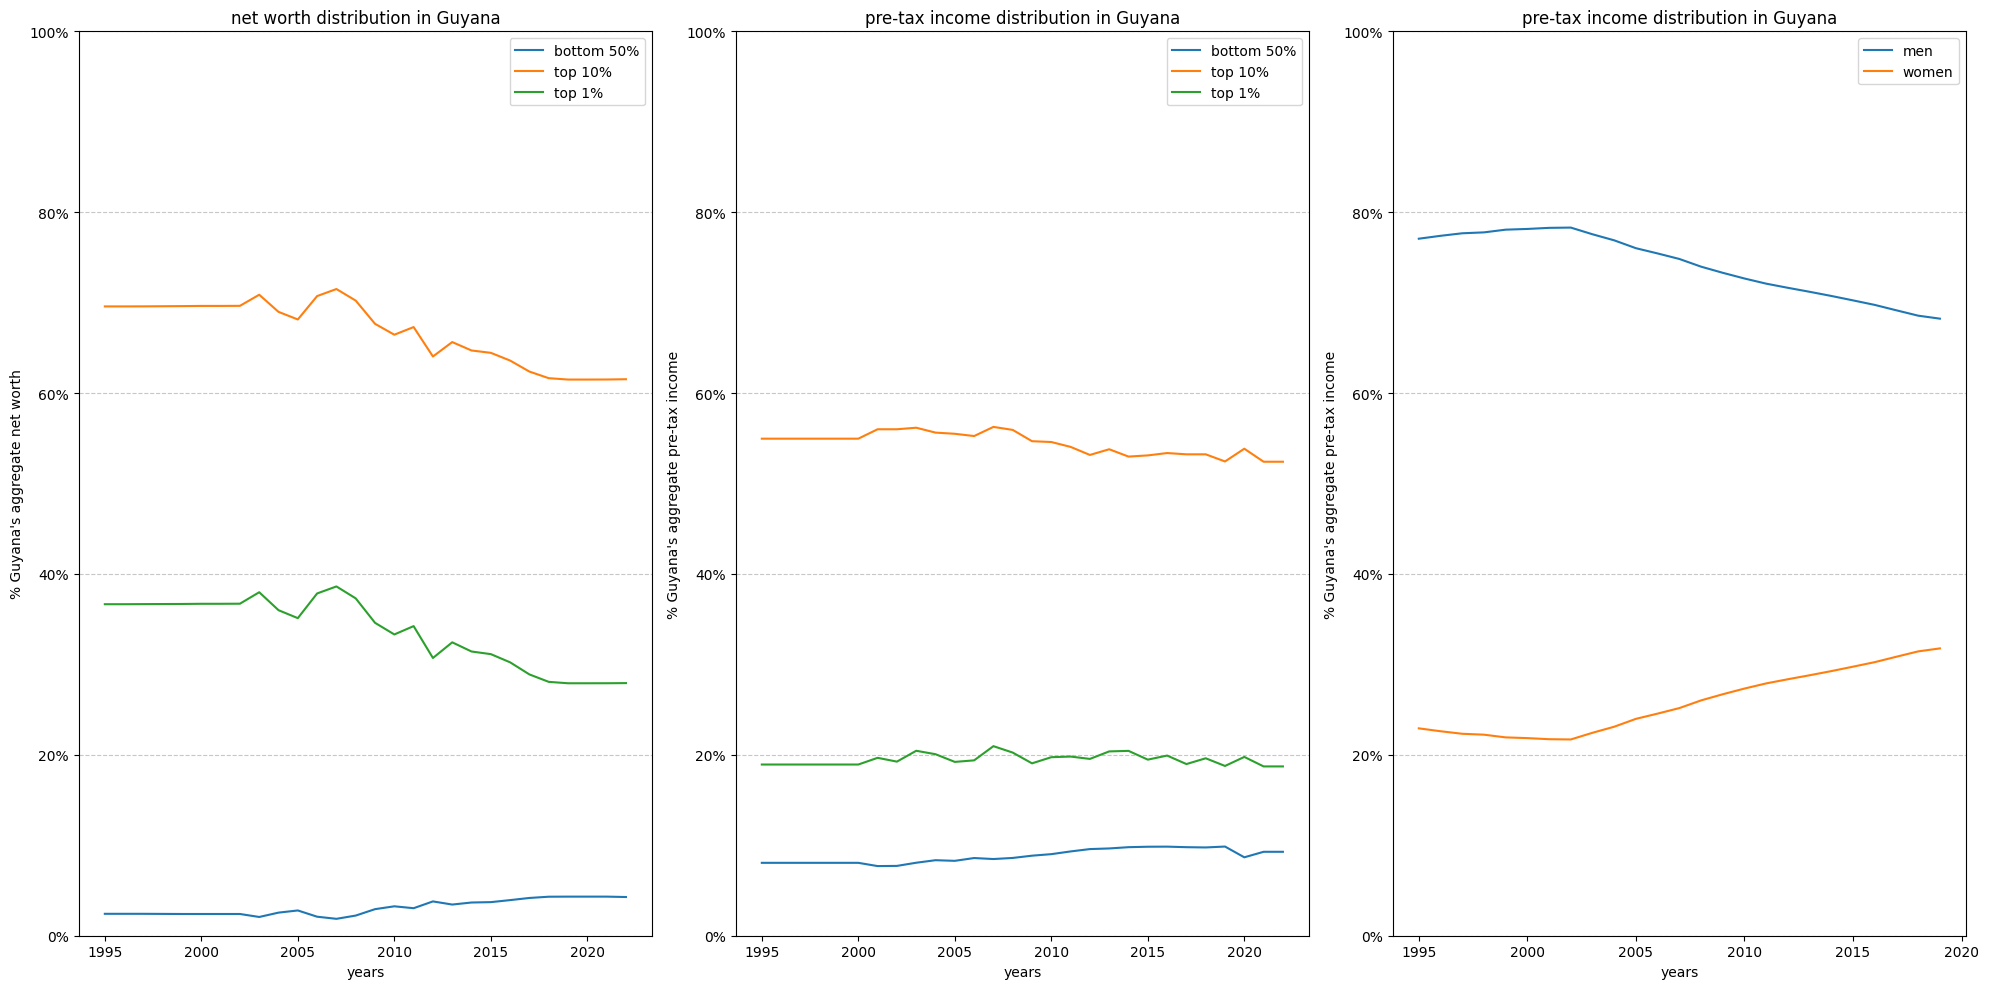 net worth distribution in Guyana
100%
80%
60%
40%
20%
0%
% Guyana's aggregate net worth
bottom 50%
top 10%
top 1%
1995
2000
2005
2010
2015
2020
years
pre-tax income distribution in Guyana
100%
80%
60%
40%
20%
0%
% Guyana's aggregate pre-tax income
bottom 50%
top 10%
top 1%
1995
2000
2005
2010
2015
2020
years
pre-tax income distribution in Guyana
100%
80%
60%
40%
20%
0%
% Guyana's aggregate pre-tax income
men
women
1995
2000
2005
2010
2015
2020
years